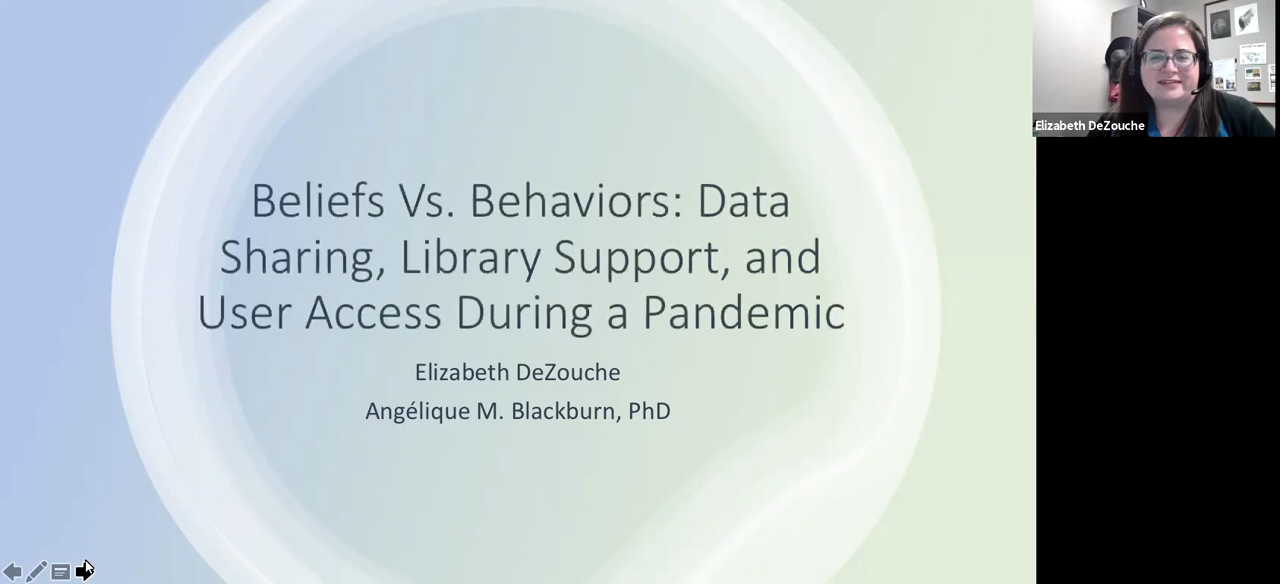 Beliefs Vs. Behaviors: Data
Sharing, Library Support, and
User Access During a Pandemic
Elizabeth DeZouche
Angélique M. Blackburn, PhD
Elizabeth DeZouche